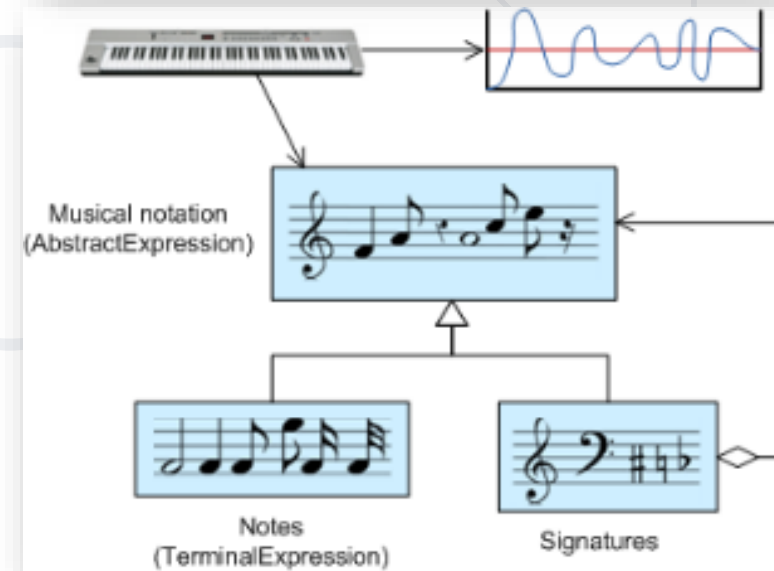 Musical notation
(AbstractExpression)
Notes
(TerminalExpression)
Signatures